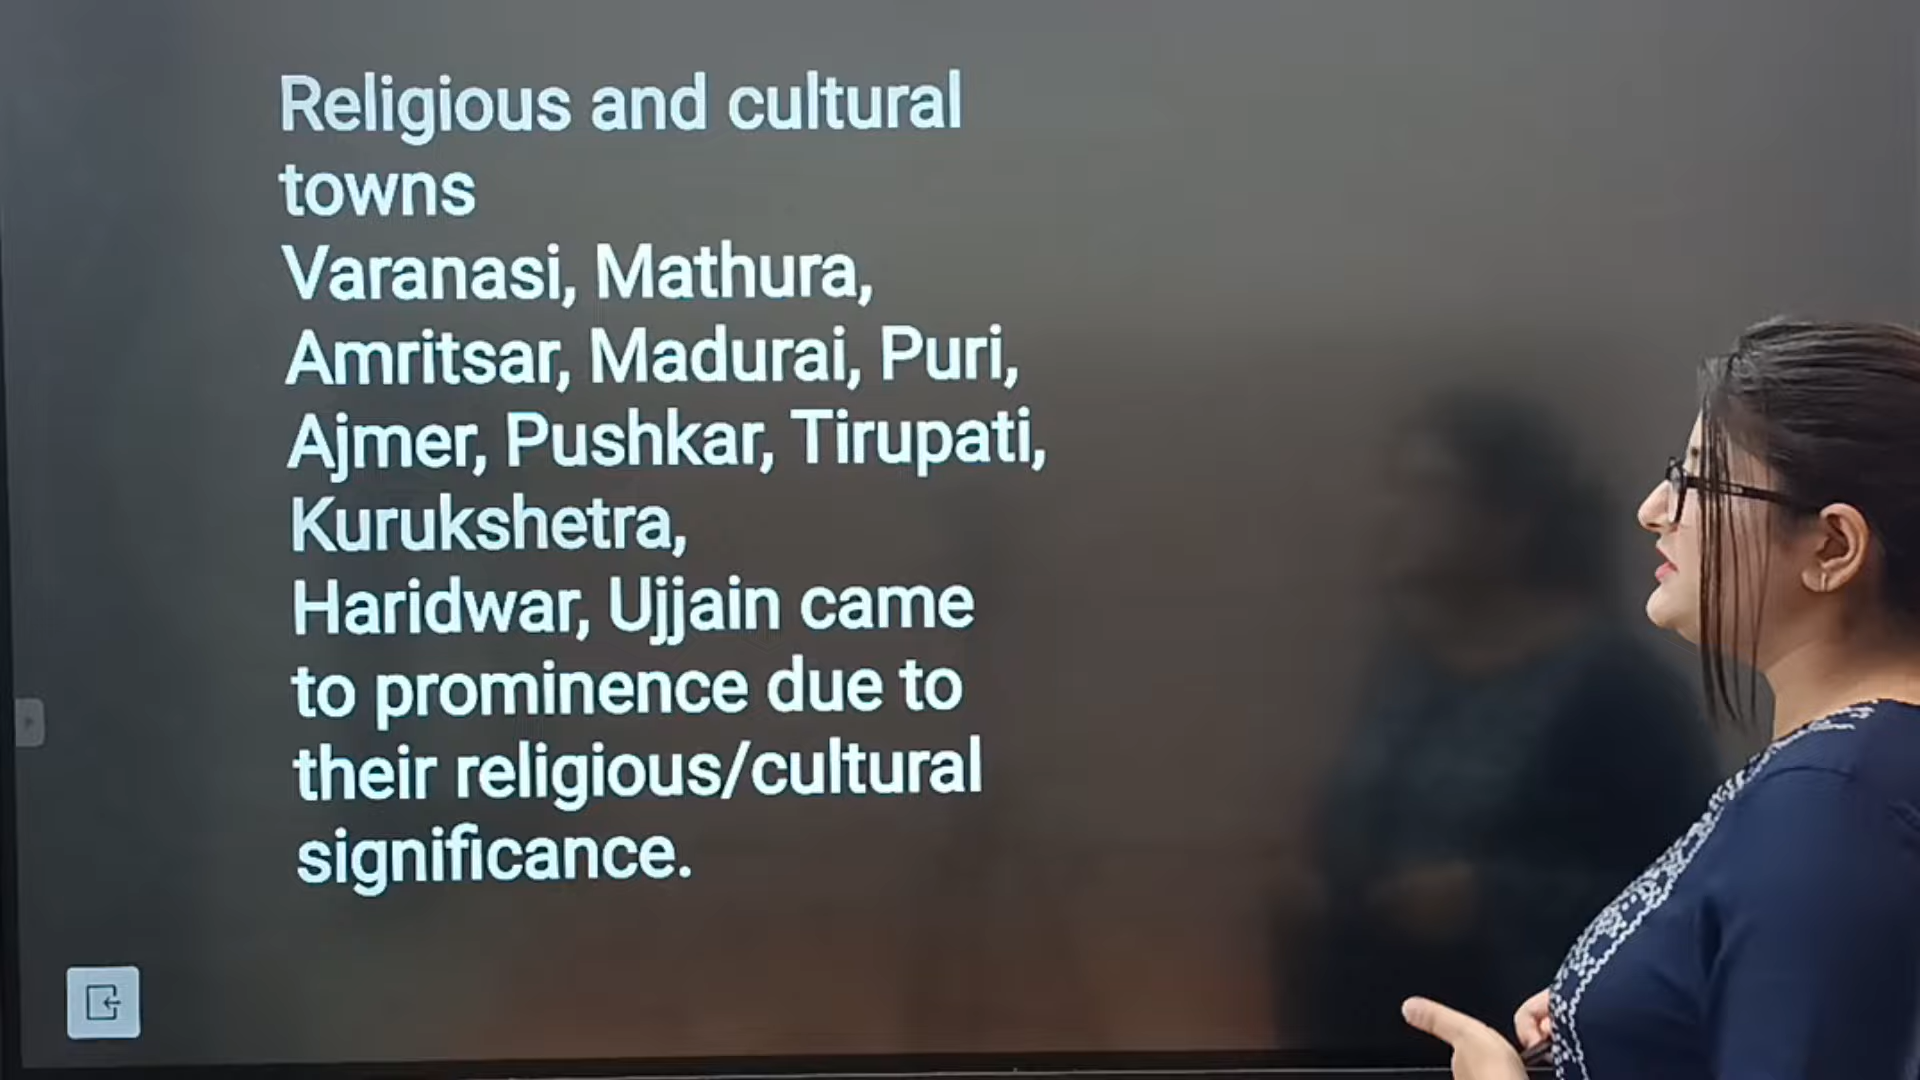 Religious and cultural
towns
Varanasi, Mathura,
Amritsar, Madurai, Puri,
Ajmer, Pushkar, Tirupati,
Kurukshetra,
Haridwar, Ujjain came
to prominence due to
their religious/cultural
significance.